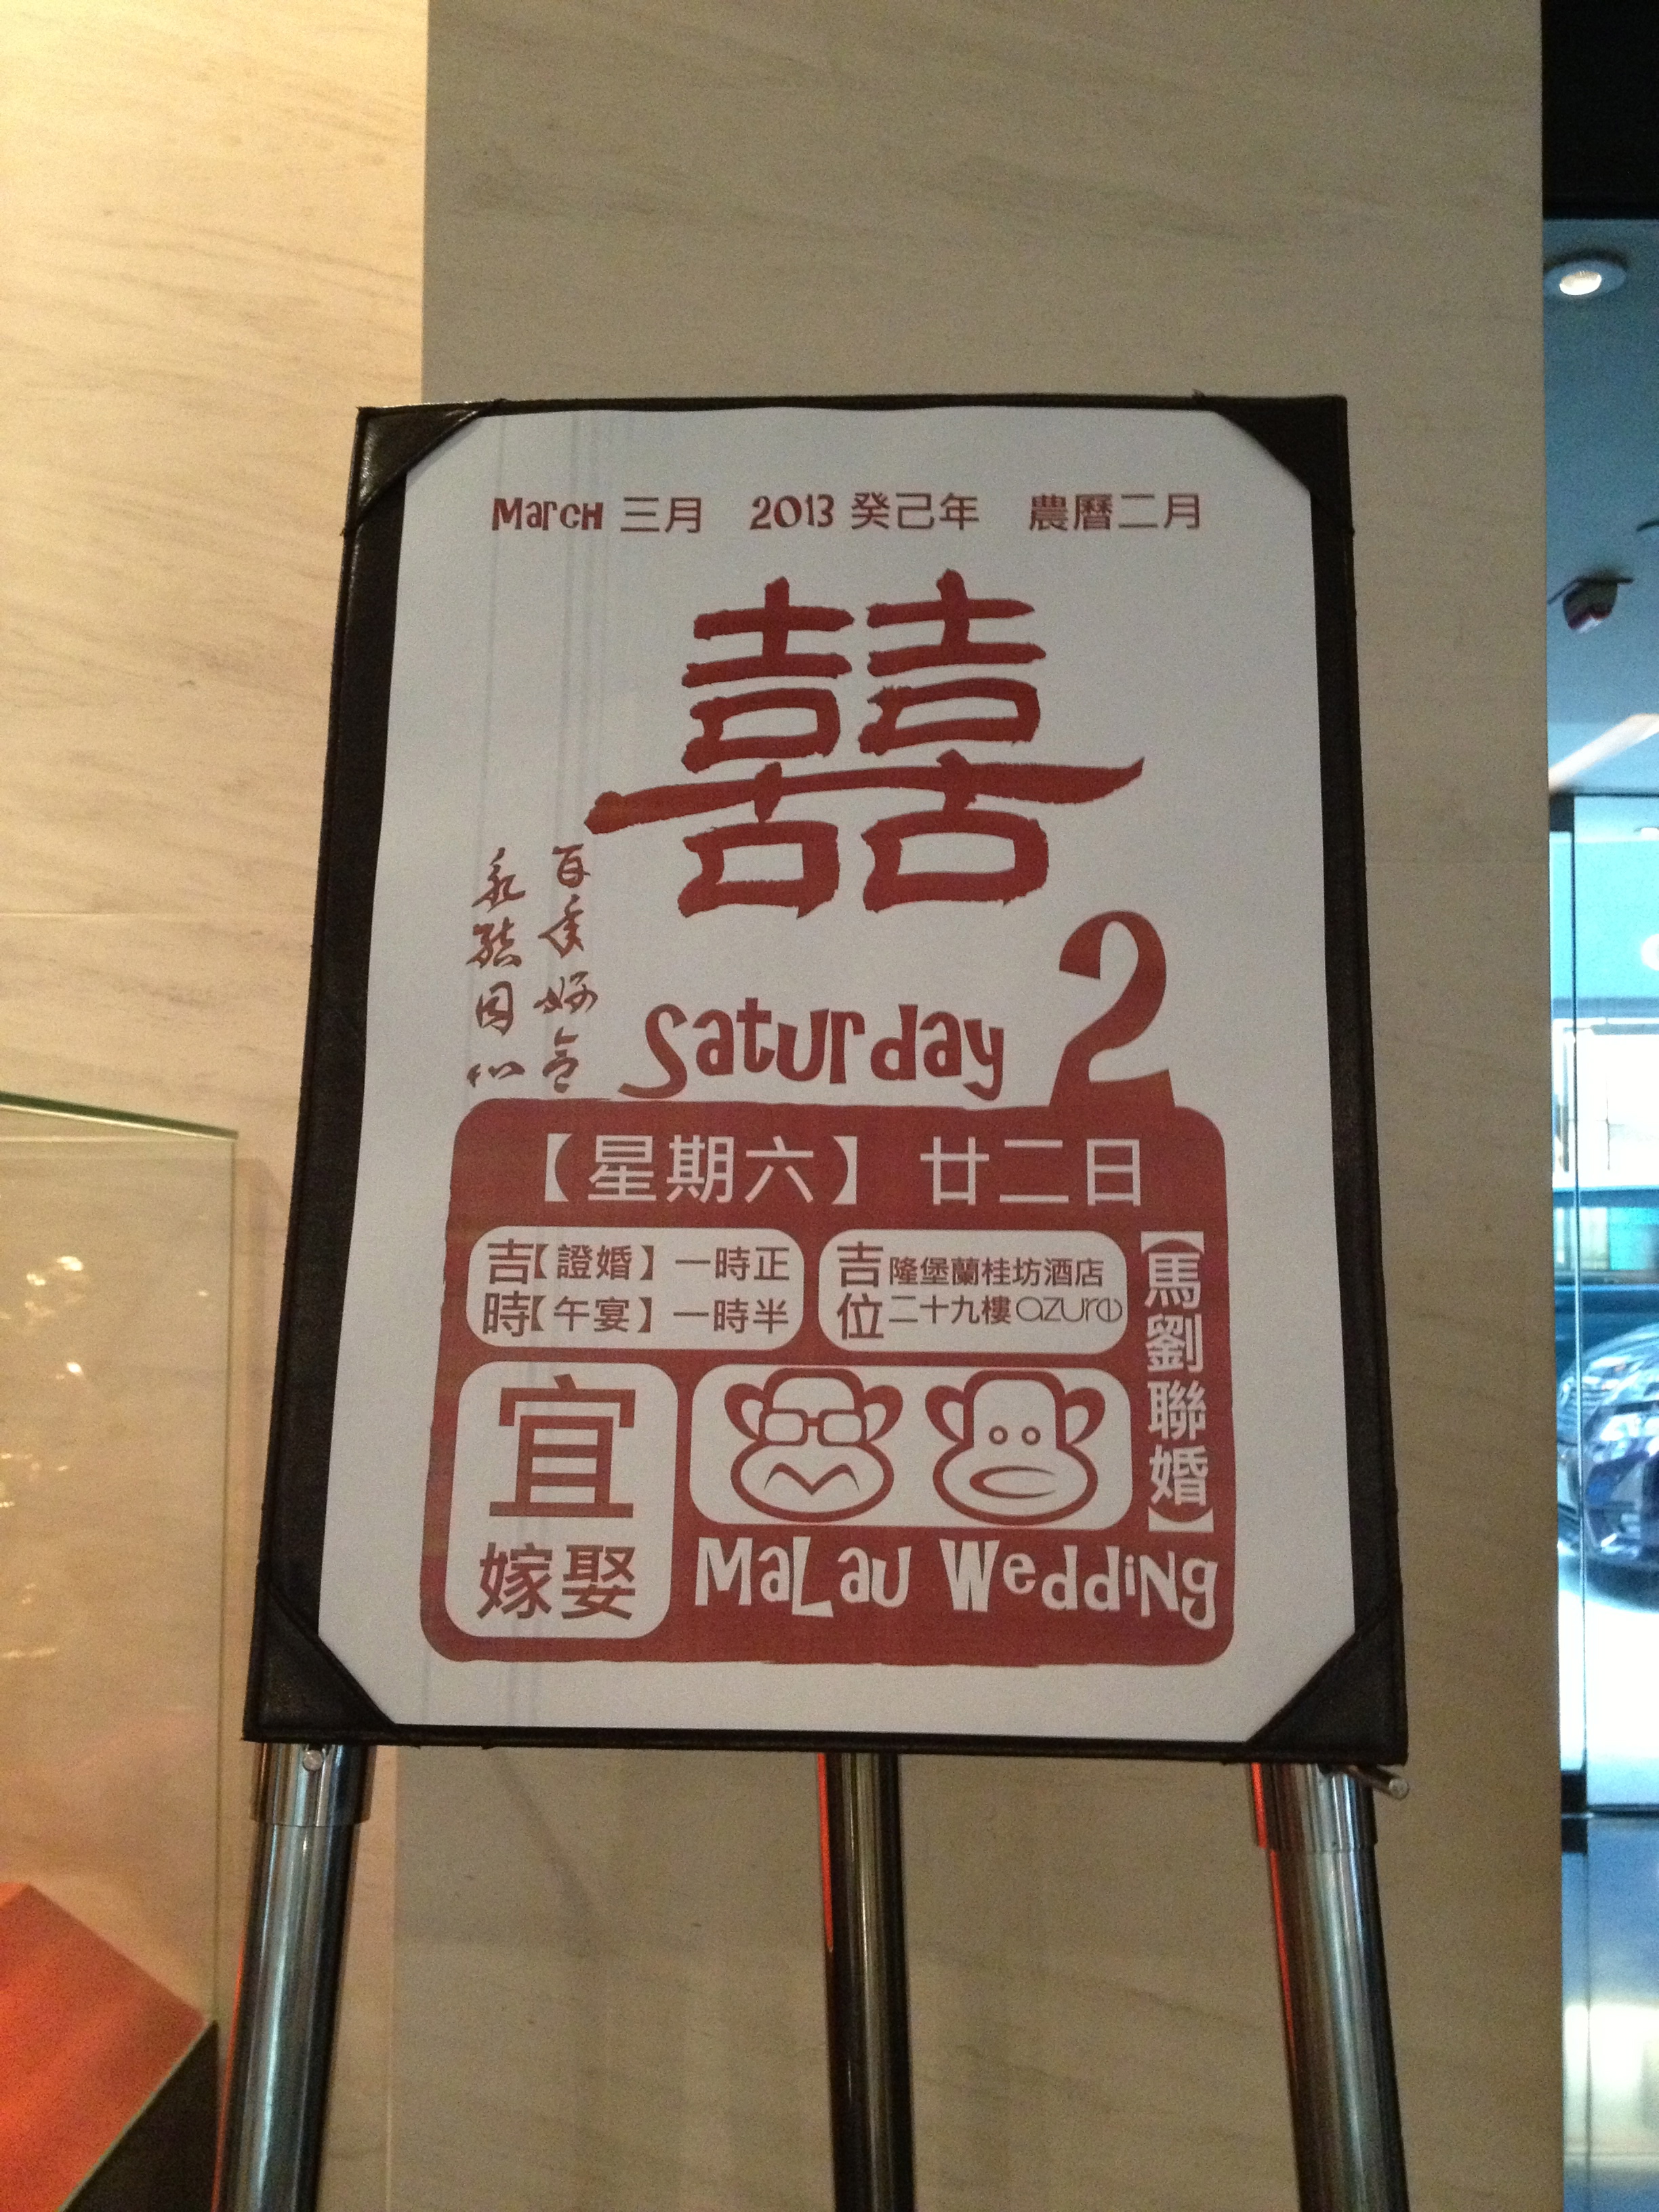 March 三月 2013 癸己年 農曆二月
囍
百年好合
永結同心
Saturday 2
【星期六】 廿二日
吉時【證婚】一時正
【午宴】一時半
吉位 隆堡蘭桂坊酒店
二十九樓 azure
【馬劉聯婚】
宜
嫁娶
MaLau Wedding